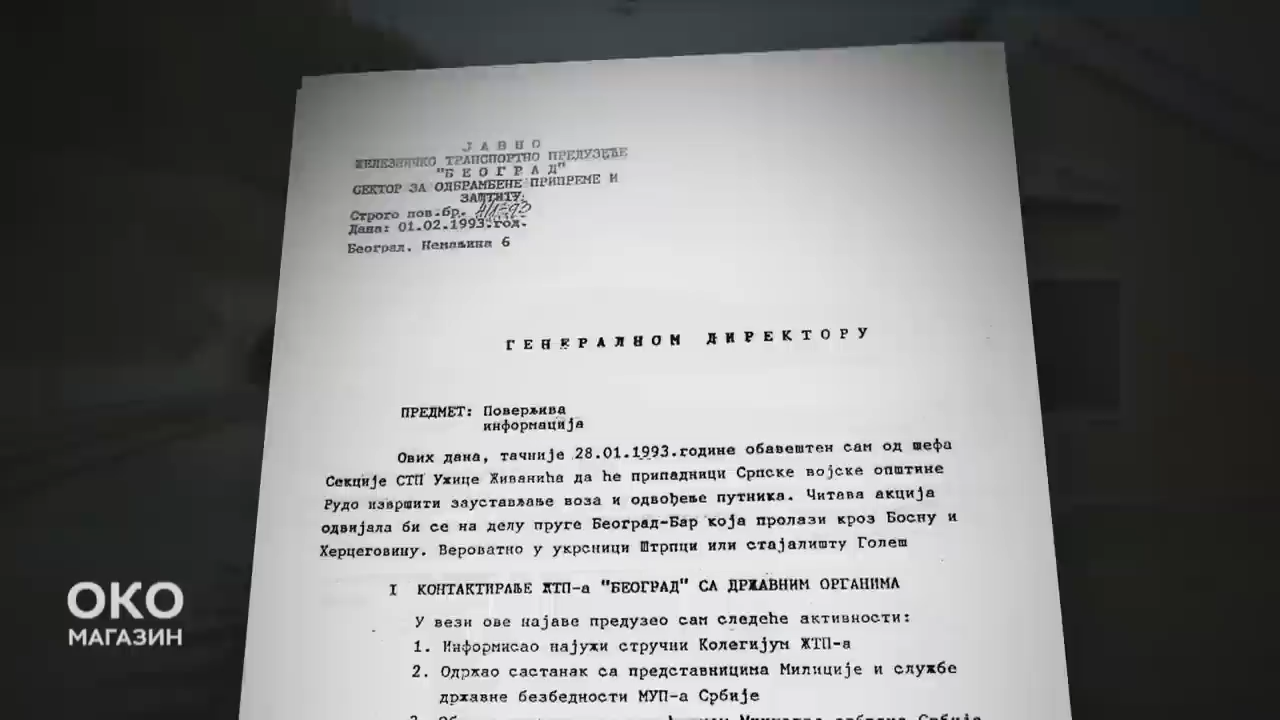 Ј А В Н О
ЖЕЛЕЗНИЧКО ТРАНСПОРТНО ПРЕДУЗЕЋЕ
"Б Е О Г Р А Д"
СЕКТОР ЗА ОДБРАМБЕНЕ ПРИПРЕМЕ И
ЗАШТИТУ
Строго пов.бр.
Дана: 01.02.1993.год.
Београд. Немањина 6
Г Е Н Е Р А Л Н О М Д И Р Е К Т О Р У
ПРЕДМЕТ: Поверљива
информација
Ових дана, тачније 28.01.1993.године обавештен сам од шефа
Секције СТП Ужице Живанића да ће припадници Српске војске општине
Рудо извршити заустављање воза и одвођење путника. Читава акција
одвијала би се на делу пруге Београд-Бар која пролази кроз Босну и
Херцеговину. Вероватно у укрсници Штрпци или стајалишту Голеш
I КОНТАКТИРАЊЕ ЖТП-а "БЕОГРАД" СА ДРЖАВНИМ ОРГАНИМА
У вези ове најаве предузео сам следеће активности:
1. Информисао најужи стручни Колегијум ЖТП-а
2. Одржао састанак са представницима Милиције и службе
државне безбедности МУП-а Србије
ОКО
МАГАЗИН